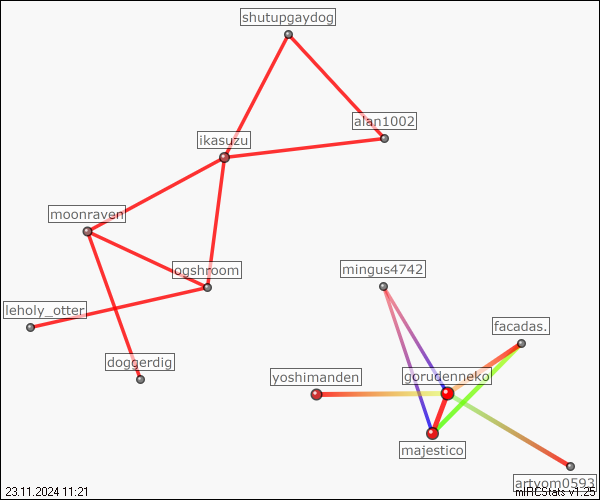 shutupgaydog
alan1002
ikasuzu
moonraven
ogshroom
mingus4742
leholy_otter
facadas.
doggerdig
yoshimanden
gorudenneko
majestico
artyom0593
23.11.2024 11:21
mIRCStats v1.25